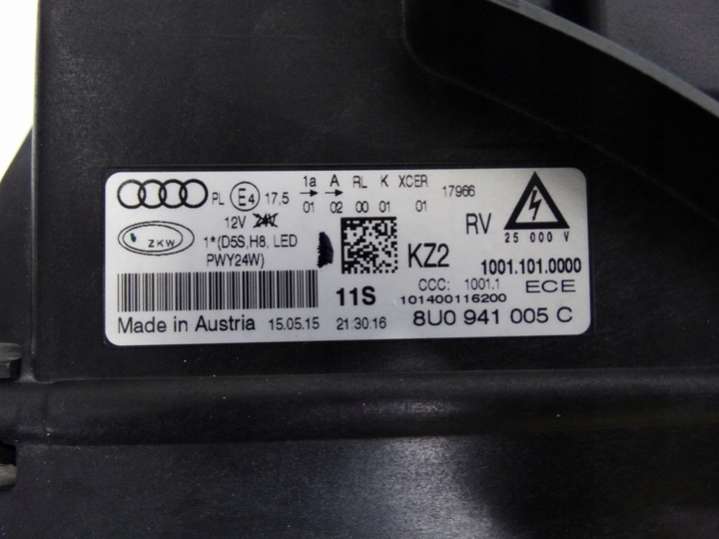 PL E4 17,5 1a A RL K XCER 17966
01 02 00 01 01
12V 24V
ZKW 1*(D5S,H8, LED
PWY24W)
KZ2 RV 25 000 V
1001.101.0000
CCC: 1001.1 ECE
11S 101400116200
Made in Austria 15.05.15 21:30.16 8U0 941 005 C